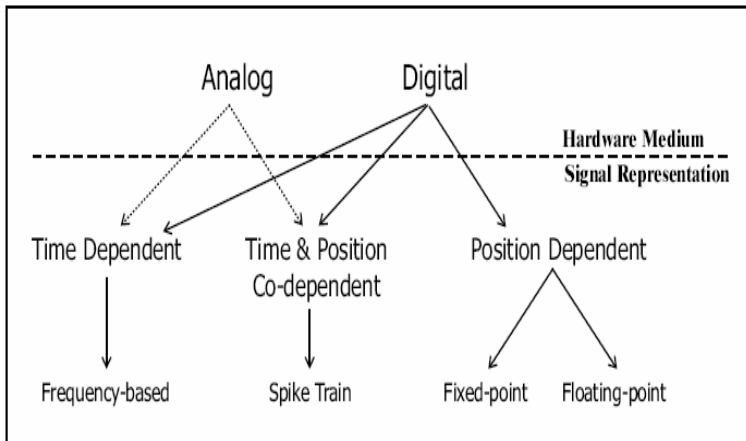 Analog
Digital
Hardware Medium
Signal Representation
Time Dependent
Time & Position
Co-dependent
Position Dependent
Frequency-based
Spike Train
Fixed-point
Floating-point